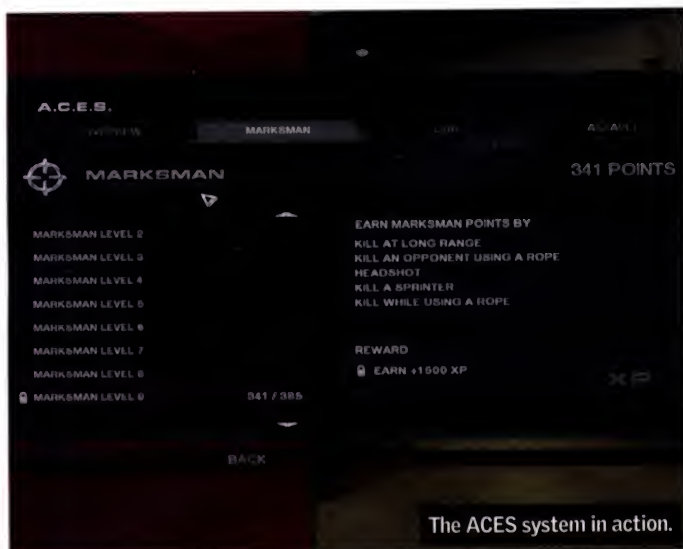 A.C.E.S.
OVERVIEW MARKSMAN CQB ASSAULT
MARKSMAN 341 POINTS
MARKSMAN LEVEL 2
MARKSMAN LEVEL 3
MARKSMAN LEVEL 4
MARKSMAN LEVEL 5
MARKSMAN LEVEL 6
MARKSMAN LEVEL 7
MARKSMAN LEVEL 8
MARKSMAN LEVEL 9 341 / 385
EARN MARKSMAN POINTS BY
KILL AT LONG RANGE
KILL AN OPPONENT USING A ROPE
HEADSHOT
KILL A SPRINTER
KILL WHILE USING A ROPE
REWARD
EARN +1500 XP
XP
BACK
The ACES system in action.